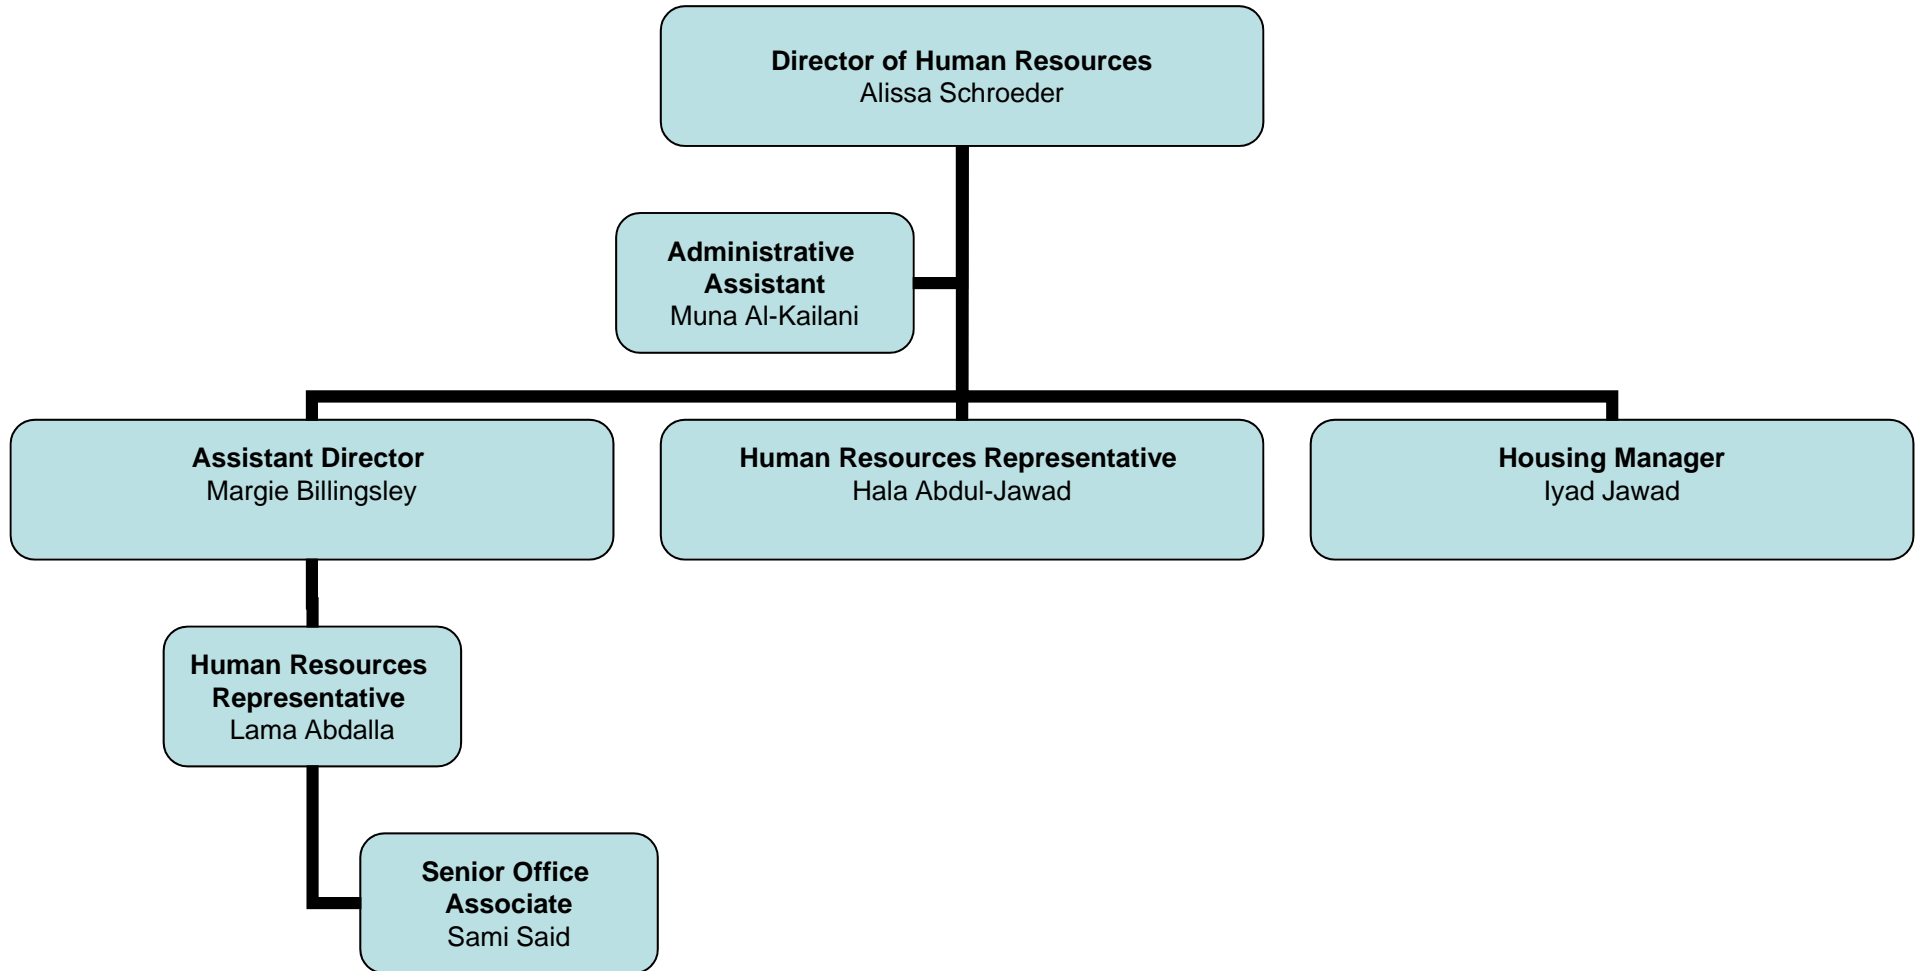 Director of Human Resources
Alissa Schroeder
Administrative
Assistant
Muna Al-Kailani
Assistant Director
Margie Billingsley
Human Resources Representative
Hala Abdul-Jawad
Housing Manager
Iyad Jawad
Human Resources
Representative
Lama Abdalla
Senior Office
Associate
Sami Said